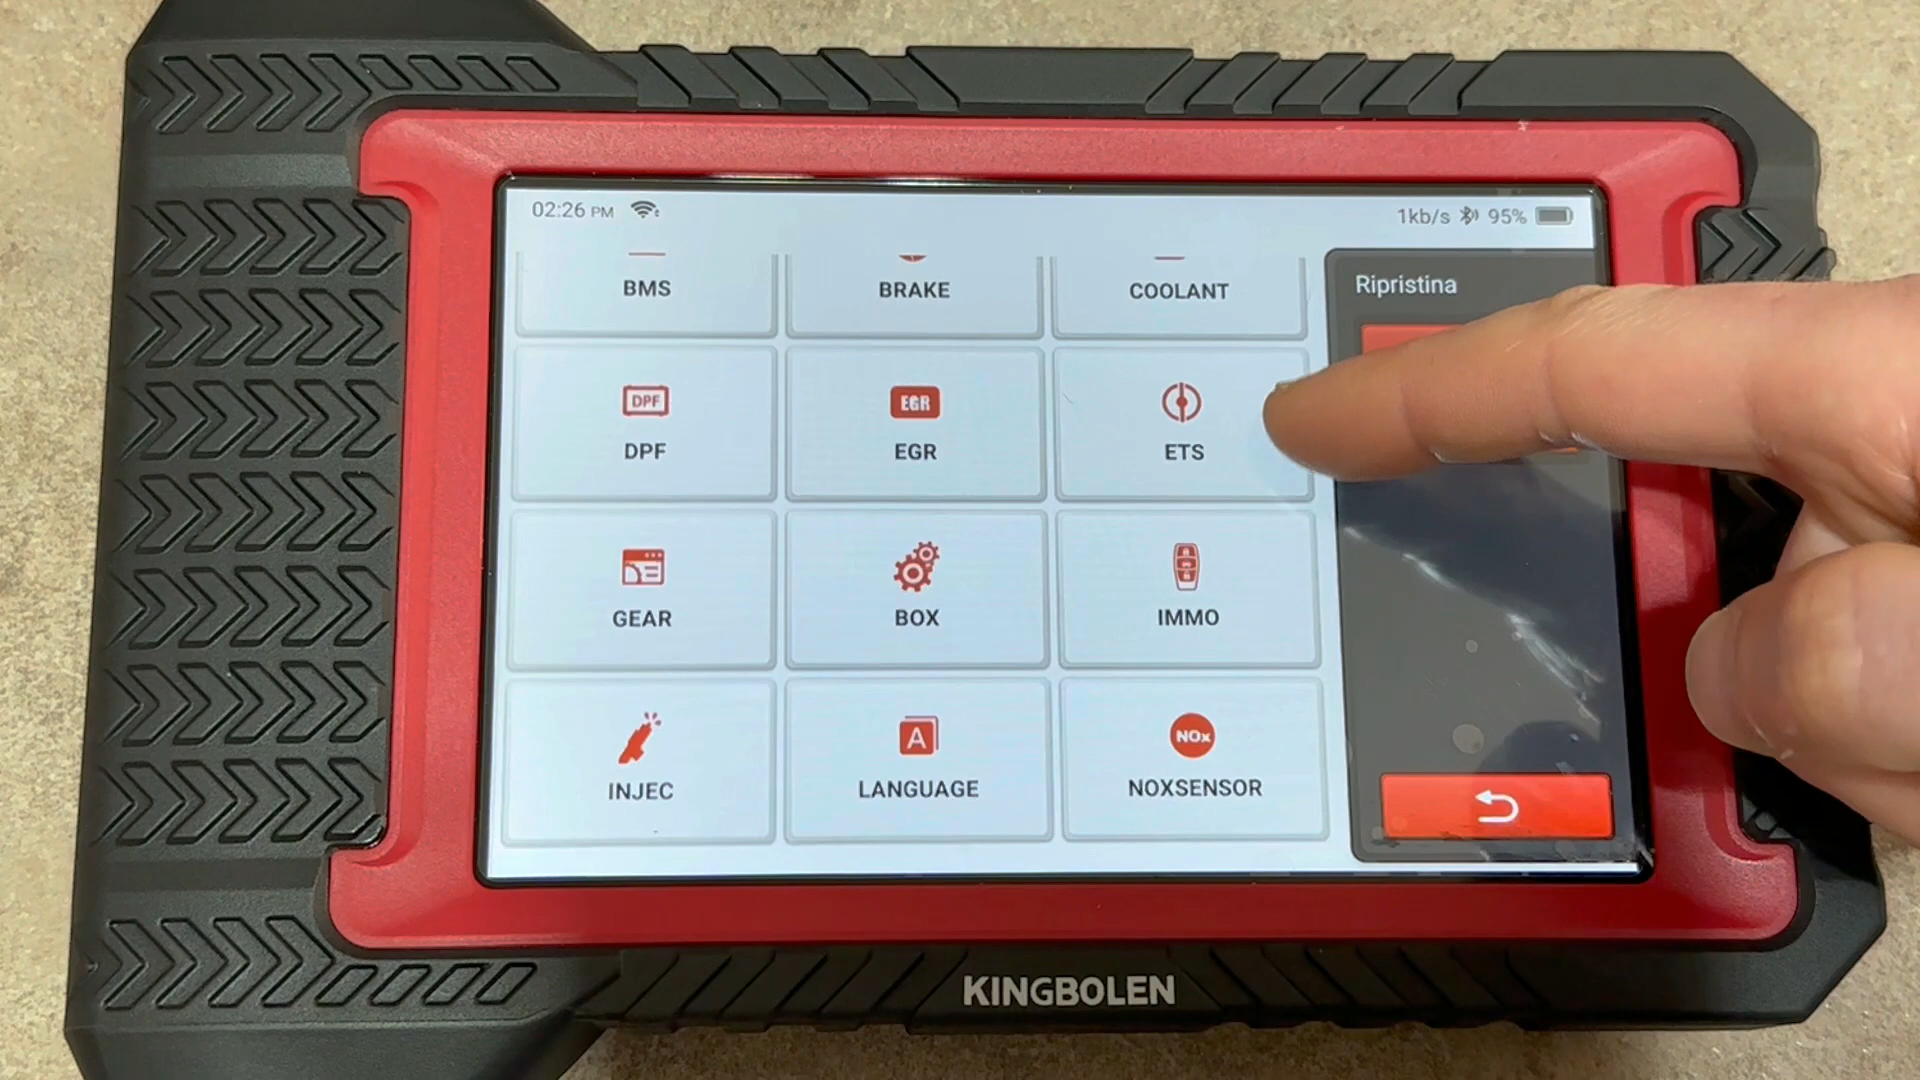 02:26 PM
1kb/s 95%
BMS
BRAKE
COOLANT
Ripristina
DPF
DPF
EGR
EGR
ETS
GEAR
BOX
IMMO
INJEC
A
LANGUAGE
NOx
NOXSENSOR
KINGBOLEN